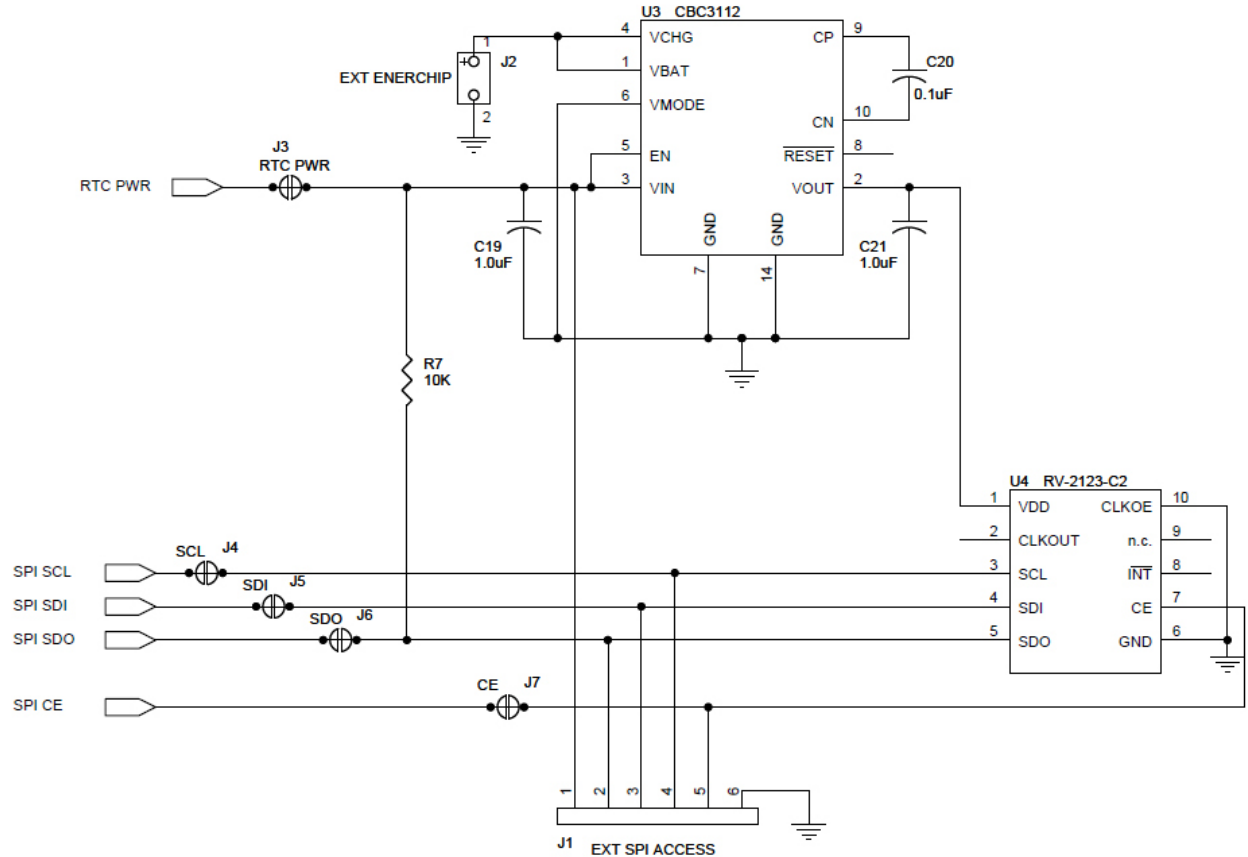 U3 CBC3112
4 VCHG CP 9
1 VBAT
6 VMODE
CN 10
5 EN RESET 8
3 VIN VOUT 2
GND GND
7 14
C20
0.1uF
1
+
J2
EXT ENERCHIP
2
J3
RTC PWR
RTC PWR
C19
1.0uF
C21
1.0uF
R7
10K
U4 RV-2123-C2
1 VDD CLKOE 10
2 CLKOUT n.c. 9
3 SCL INT 8
4 SDI CE 7
5 SDO GND 6
SPI SCL SCL J4
SPI SDI SDI J5
SPI SDO SDO J6
SPI CE CE J7
1 2 3 4 5 6
J1 EXT SPI ACCESS